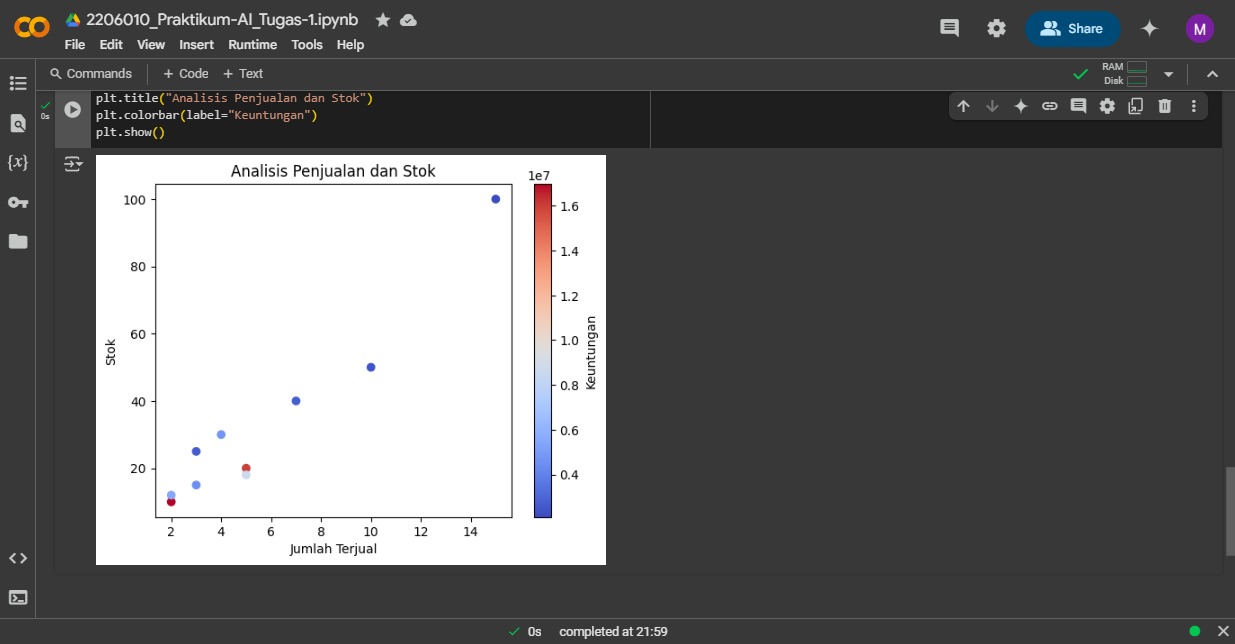 2206010_Praktikum-AI_Tugas-1.ipynb
File Edit View Insert Runtime Tools Help
Share
M
Commands + Code + Text
RAM
Disk
0s
plt.title("Analisis Penjualan dan Stok")
plt.colorbar(label="Keuntungan")
plt.show()
{x}
Analisis Penjualan dan Stok
1e7
100
80
60
40
20
Stok
2 4 6 8 10 12 14
Jumlah Terjual
1.6
1.4
1.2
1.0
0.8
0.6
0.4
Keuntungan
0s completed at 21:59